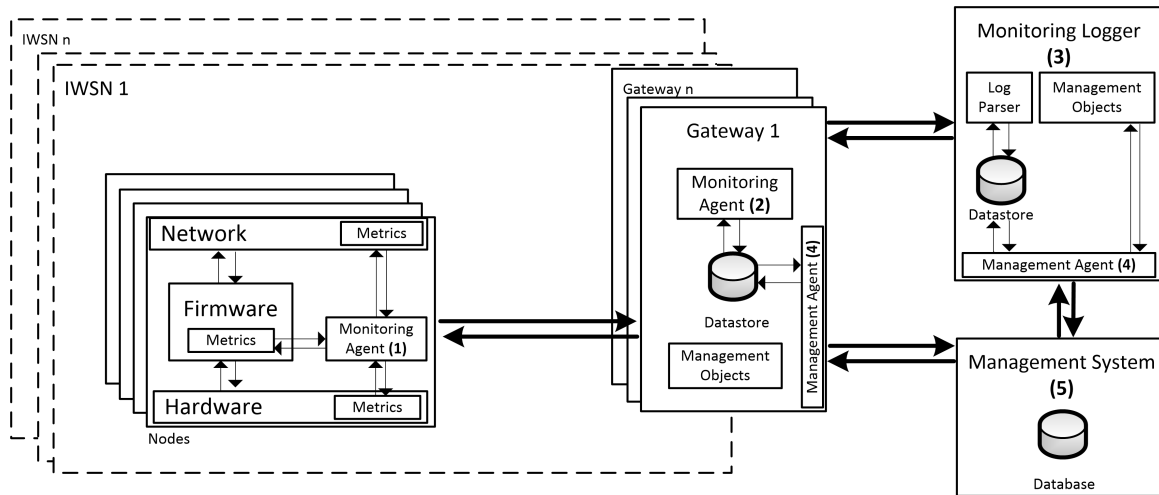 IWSN n
IWSN 1
Network
Metrics
Firmware
Metrics
Monitoring
Agent (1)
Hardware
Metrics
Nodes
Gateway n
Gateway 1
Monitoring
Agent (2)
Datastore
Management Agent (4)
Management
Objects
Monitoring Logger
(3)
Log
Parser
Management
Objects
Datastore
Management Agent (4)
Management System
(5)
Database